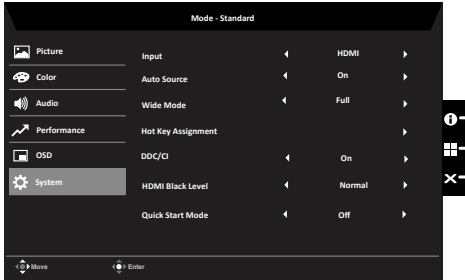 Mode - Standard
Picture
Color
Audio
Performance
OSD
System
Input HDMI
Auto Source On
Wide Mode Full
Hot Key Assignment
DDC/CI On
HDMI Black Level Normal
Quick Start Mode Off
Move Enter